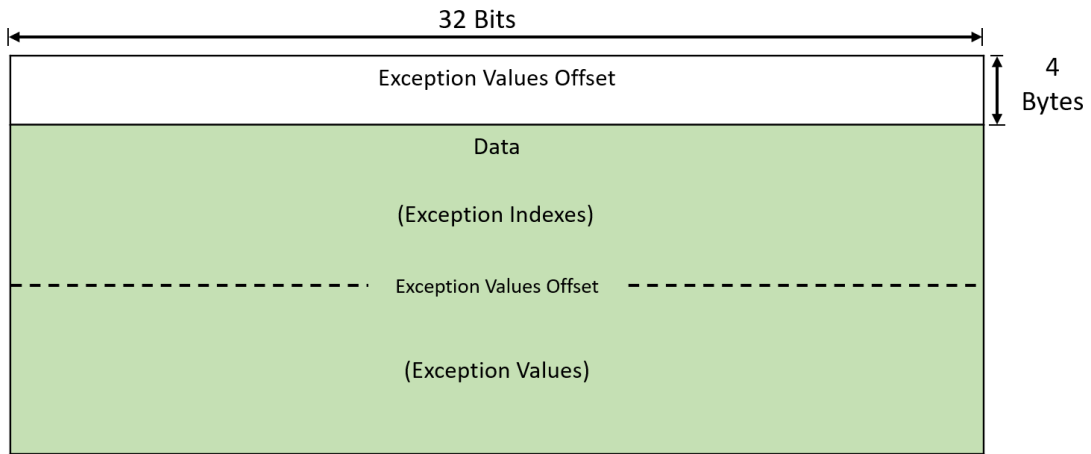 32 Bits
Exception Values Offset
4
Bytes
Data
(Exception Indexes)
Exception Values Offset
(Exception Values)